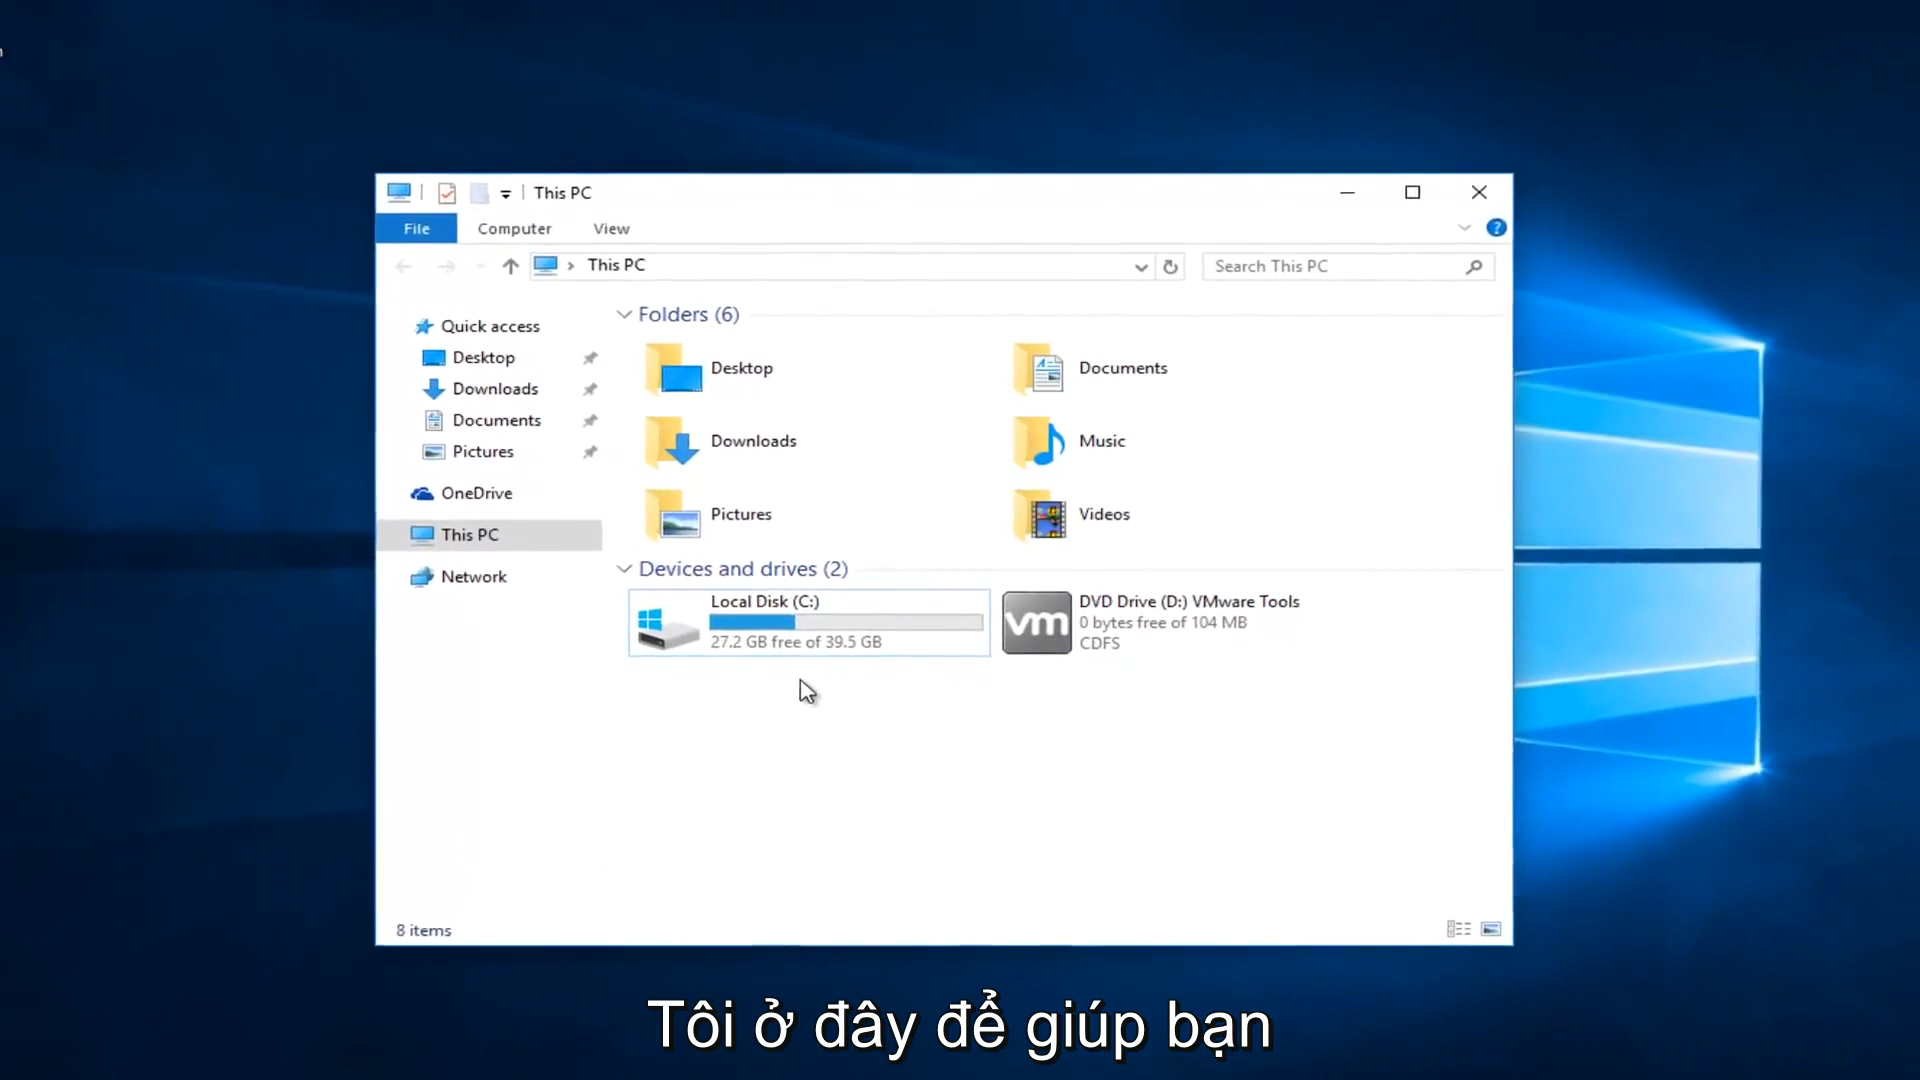 This PC
File Computer View
This PC
Search This PC
Quick access
Desktop
Downloads
Documents
Pictures
OneDrive
This PC
Network
Folders (6)
Desktop
Documents
Downloads
Music
Pictures
Videos
Devices and drives (2)
Local Disk (C:)
27.2 GB free of 39.5 GB
vm
DVD Drive (D:) VMware Tools
0 bytes free of 104 MB
CDFS
8 items
Tôi ở đây để giúp bạn